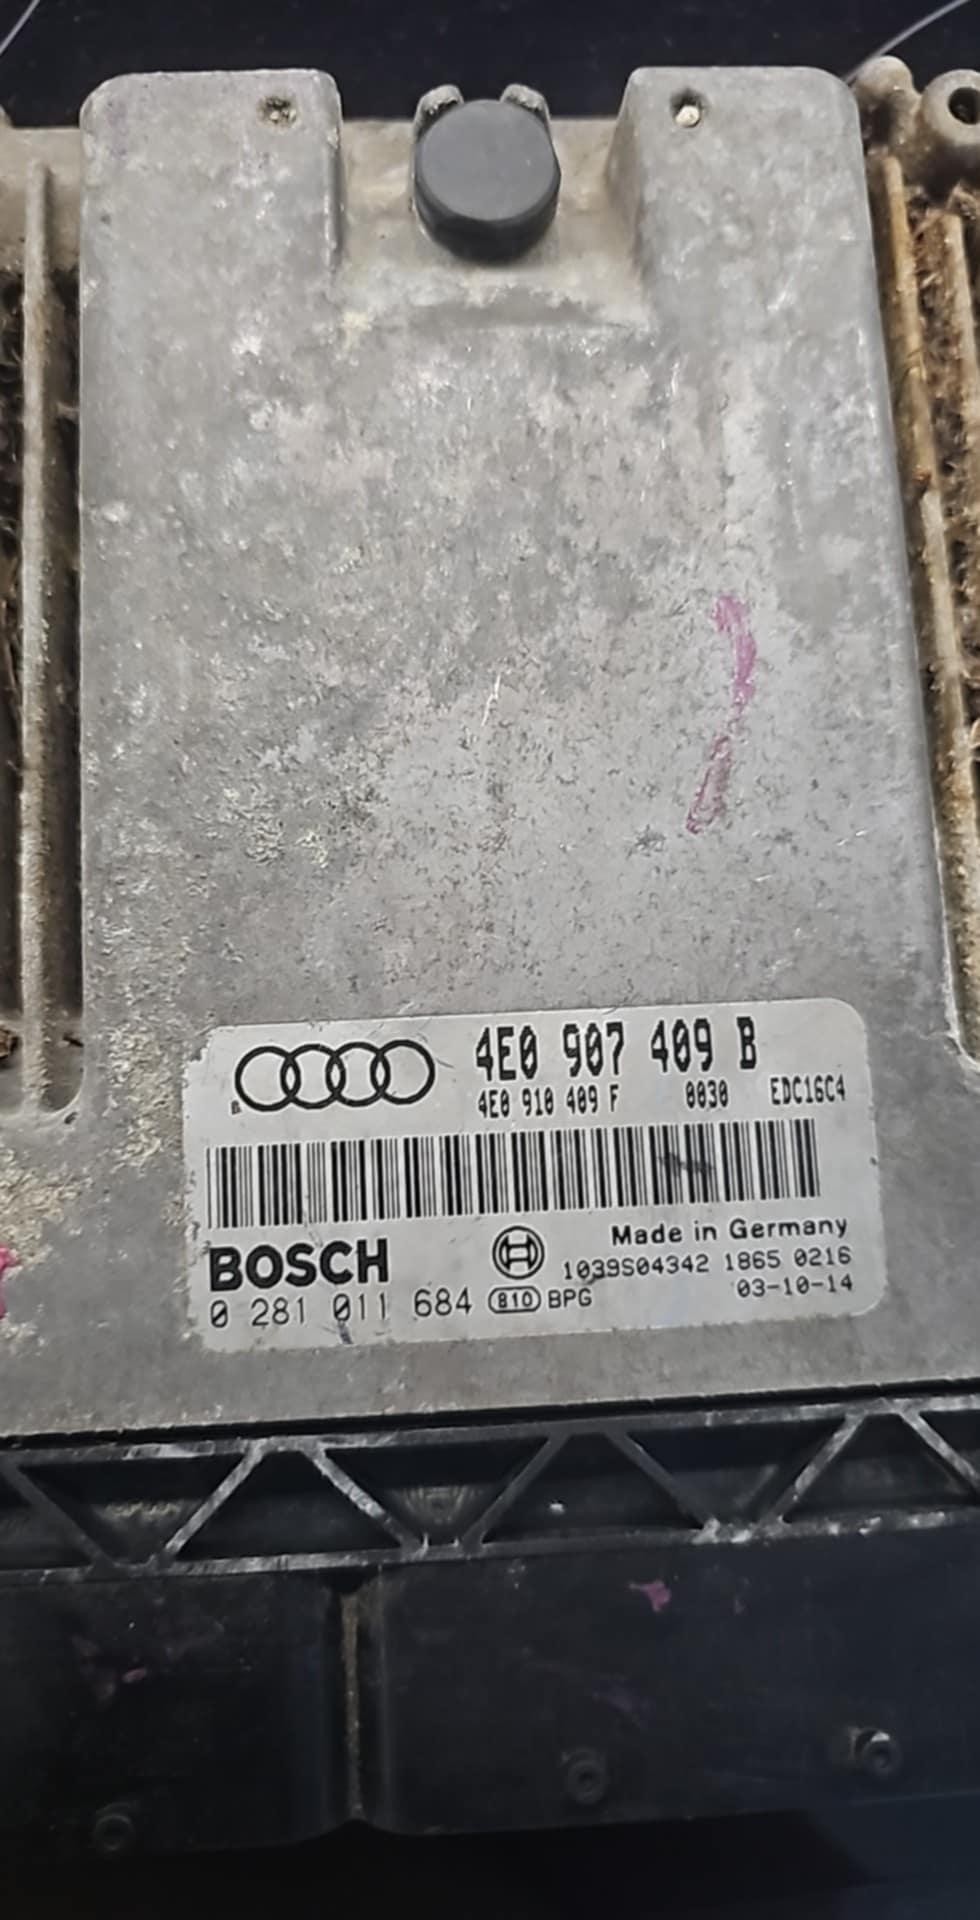 4E0 907 409 B
4E0 910 409 F 0030 EDC16C4
BOSCH
Made in Germany
1039S04342 1865 0216
0 281 011 684 810 BPG
03-10-14